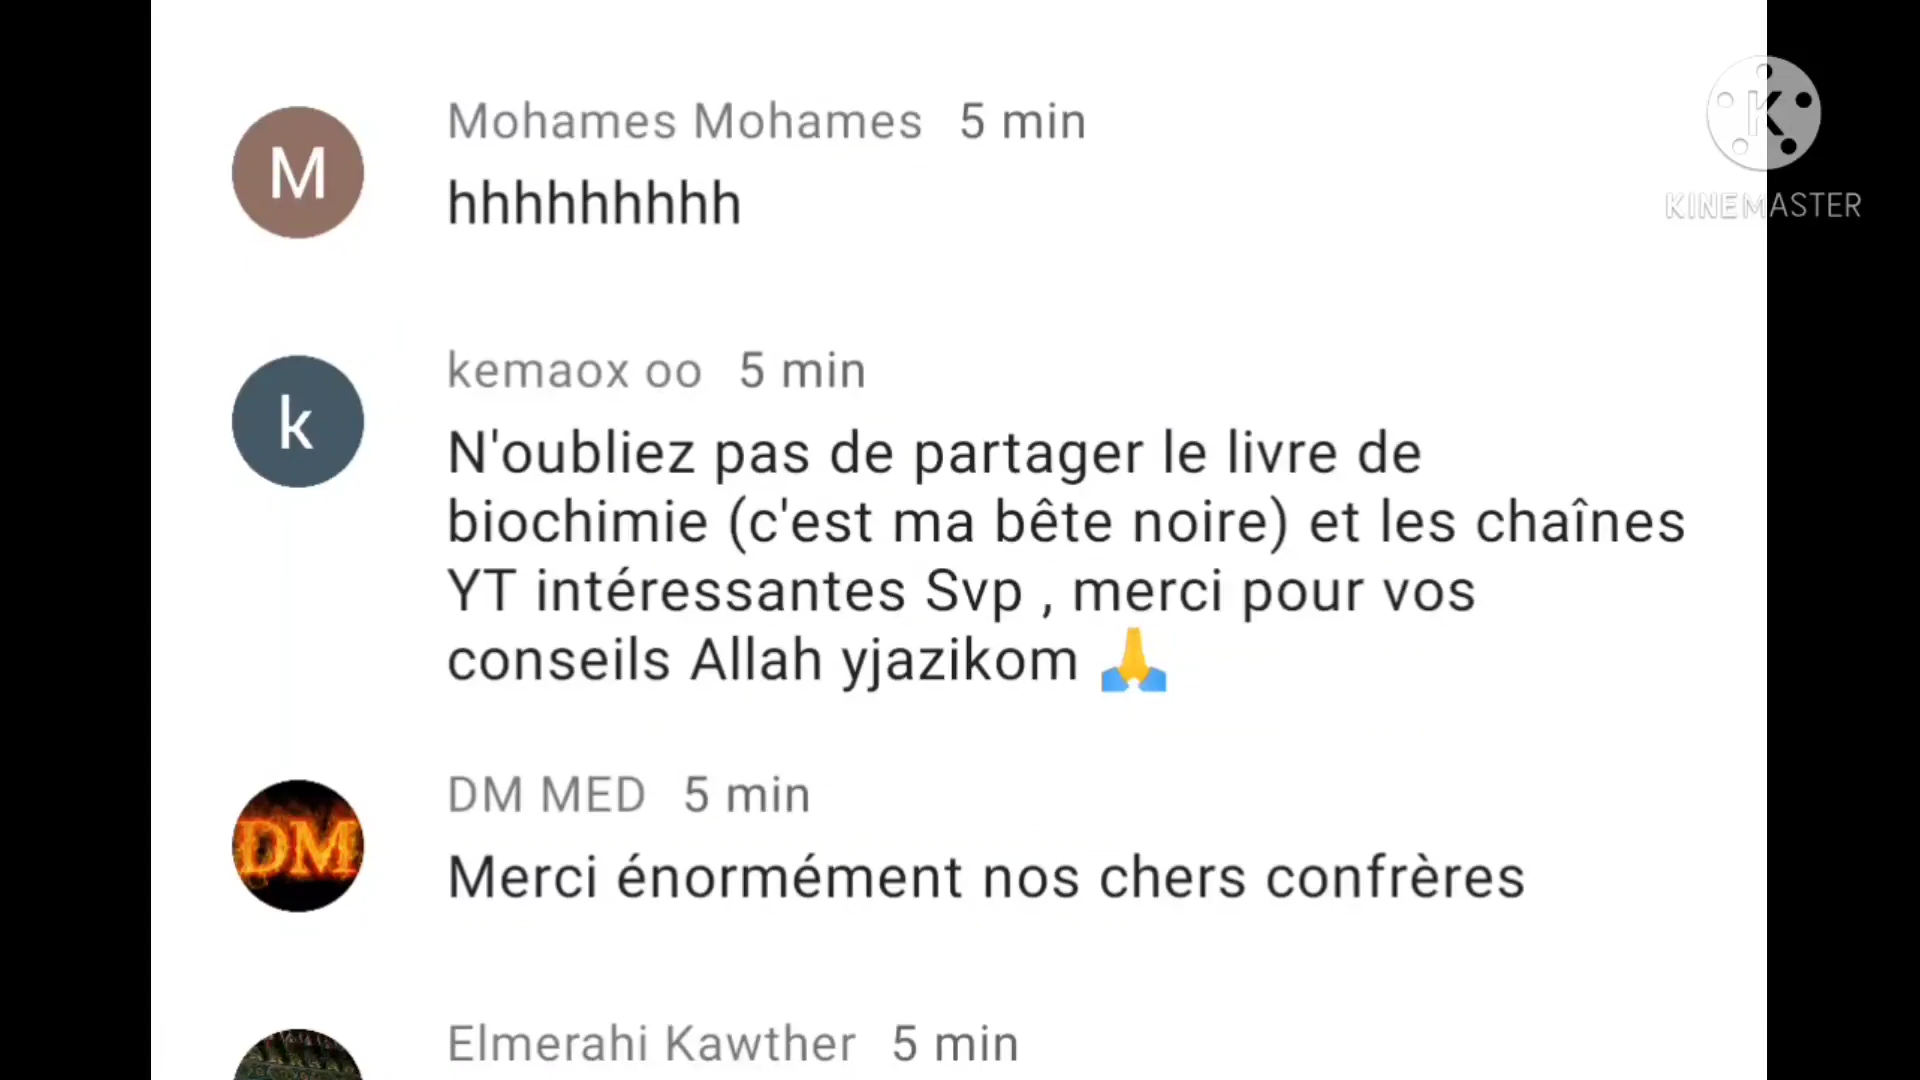 Mohames Mohames 5 min
M
hhhhhhhhh
K
KINEMASTER
kemaox oo 5 min
k
N'oubliez pas de partager le livre de
biochimie (c'est ma bête noire) et les chaînes
YT intéressantes Svp , merci pour vos
conseils Allah yjazikom 🙏
DM MED 5 min
DM
Merci énormément nos chers confrères
Elmerahi Kawther 5 min